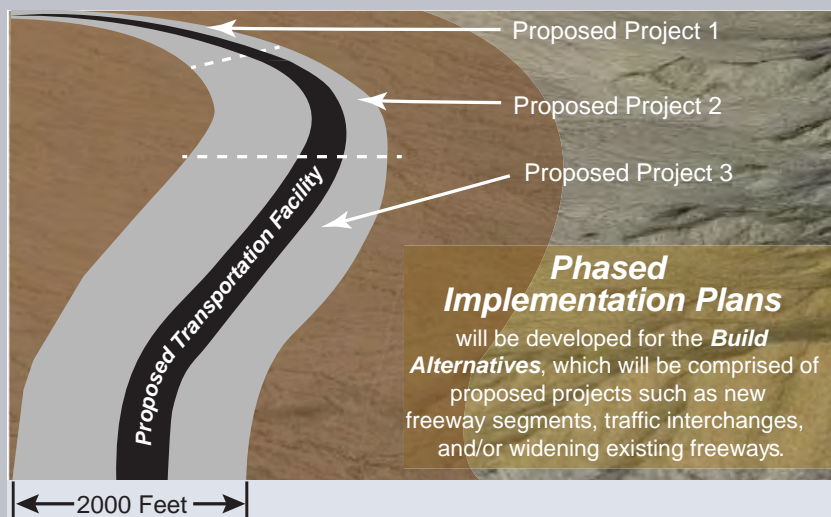 Proposed Project 1
Proposed Project 2
Proposed Project 3
Proposed Transportation Facility
Phased
Implementation Plans
will be developed for the Build
Alternatives, which will be comprised of
proposed projects such as new
freeway segments, traffic interchanges,
and/or widening existing freeways.
2000 Feet